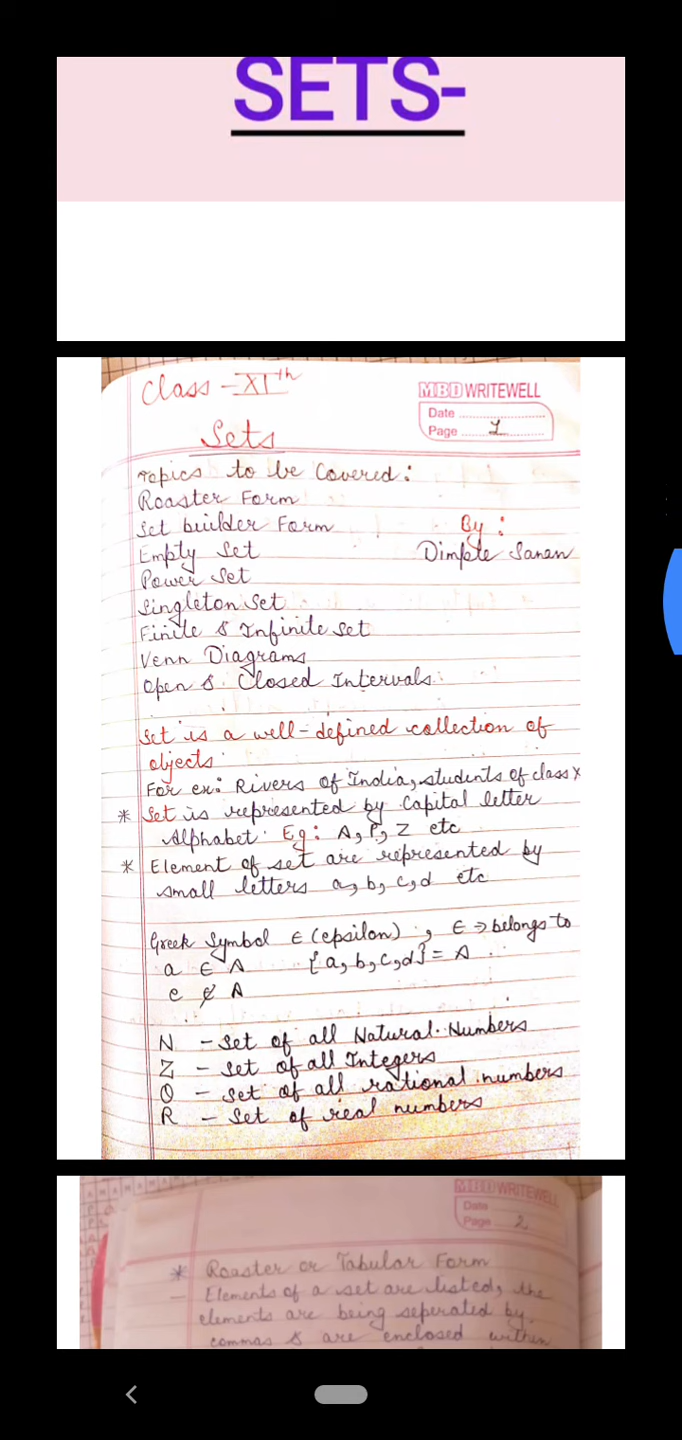 SETS-
Class - XIth
MBD WRITEWELL
Date
Page 1
Sets
Topics to be Covered:
Roaster Form
Set builder Form
By:
Empty Set
Dimple Sanan
Power Set
Singleton Set
Finite & Infinite Set
Venn Diagrams
Open & Closed Intervals
Set is a well-defined collection of
objects.
For ex: Rivers of India, students of class X
* Set is represented by Capital letter
Alphabet. Eg: A, P, Z etc
* Element of set are represented by
small letters a, b, c, d etc
Greek Symbol ∈ (epsilon), ∈ → belongs to
a ∈ A {a, b, c, d} = A
e ∉ A
N - Set of all Natural Numbers
Z - Set of all Integers
Q - Set of all rational numbers
R - Set of real numbers
MBD WRITEWELL
Date
Page 2
* Roaster or Tabular Form
- Elements of a set are listed, the
elements are being seperated by
commas & are enclosed within